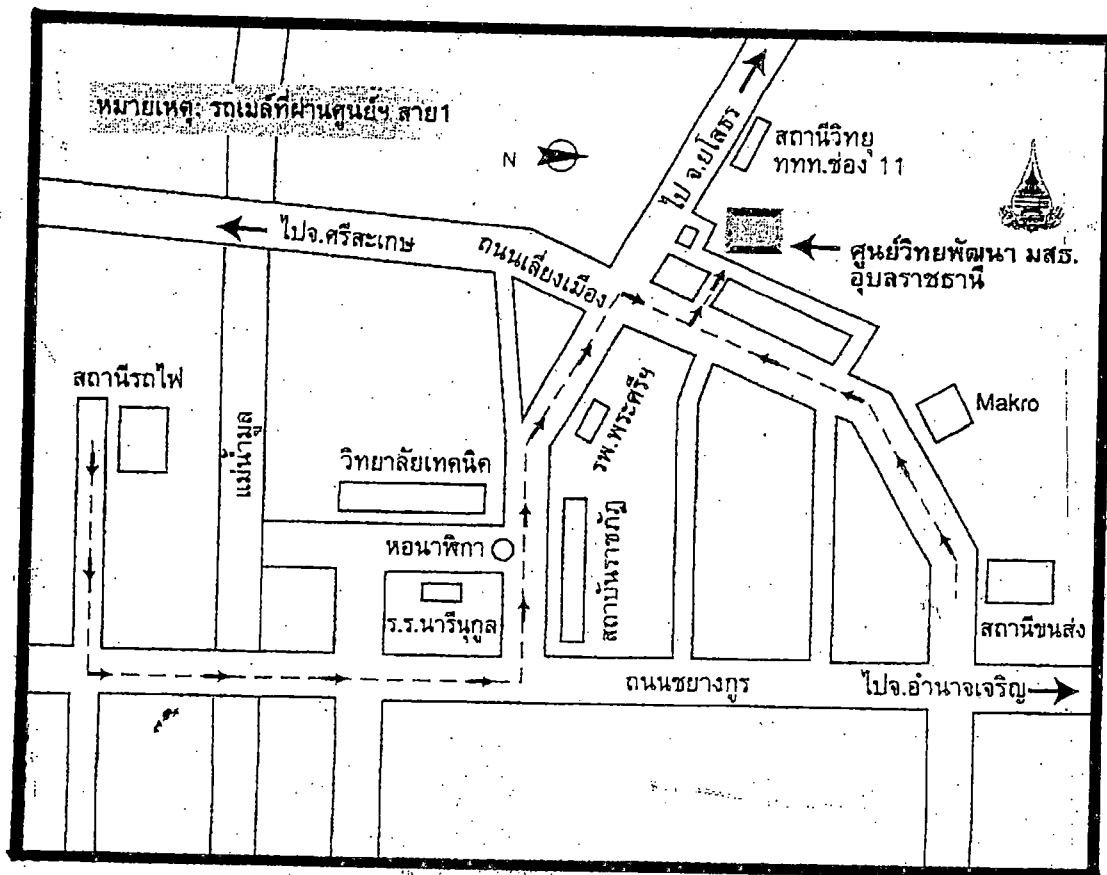 หมายเหตุ: รถเมล์ที่ผ่านศูนย์ฯ สาย1
N
ไป จ.ยโสธร
สถานีวิทยุ
ททท.ช่อง 11
ไปจ.ศรีสะเกษ
ถนนเลี่ยงเมือง
ศูนย์วิทยพัฒนา มสธ.
อุบลราชธานี
สถานีรถไฟ
Makro
รพ.พระศรีฯ
แม่น้ำมูล
วิทยาลัยเทคนิค
หอนาฬิกา
สถาบันราชภัฏ
ร.ร.นารีนุกูล
สถานีขนส่ง
ถนนชยางกูร
ไปจ.อำนาจเจริญ